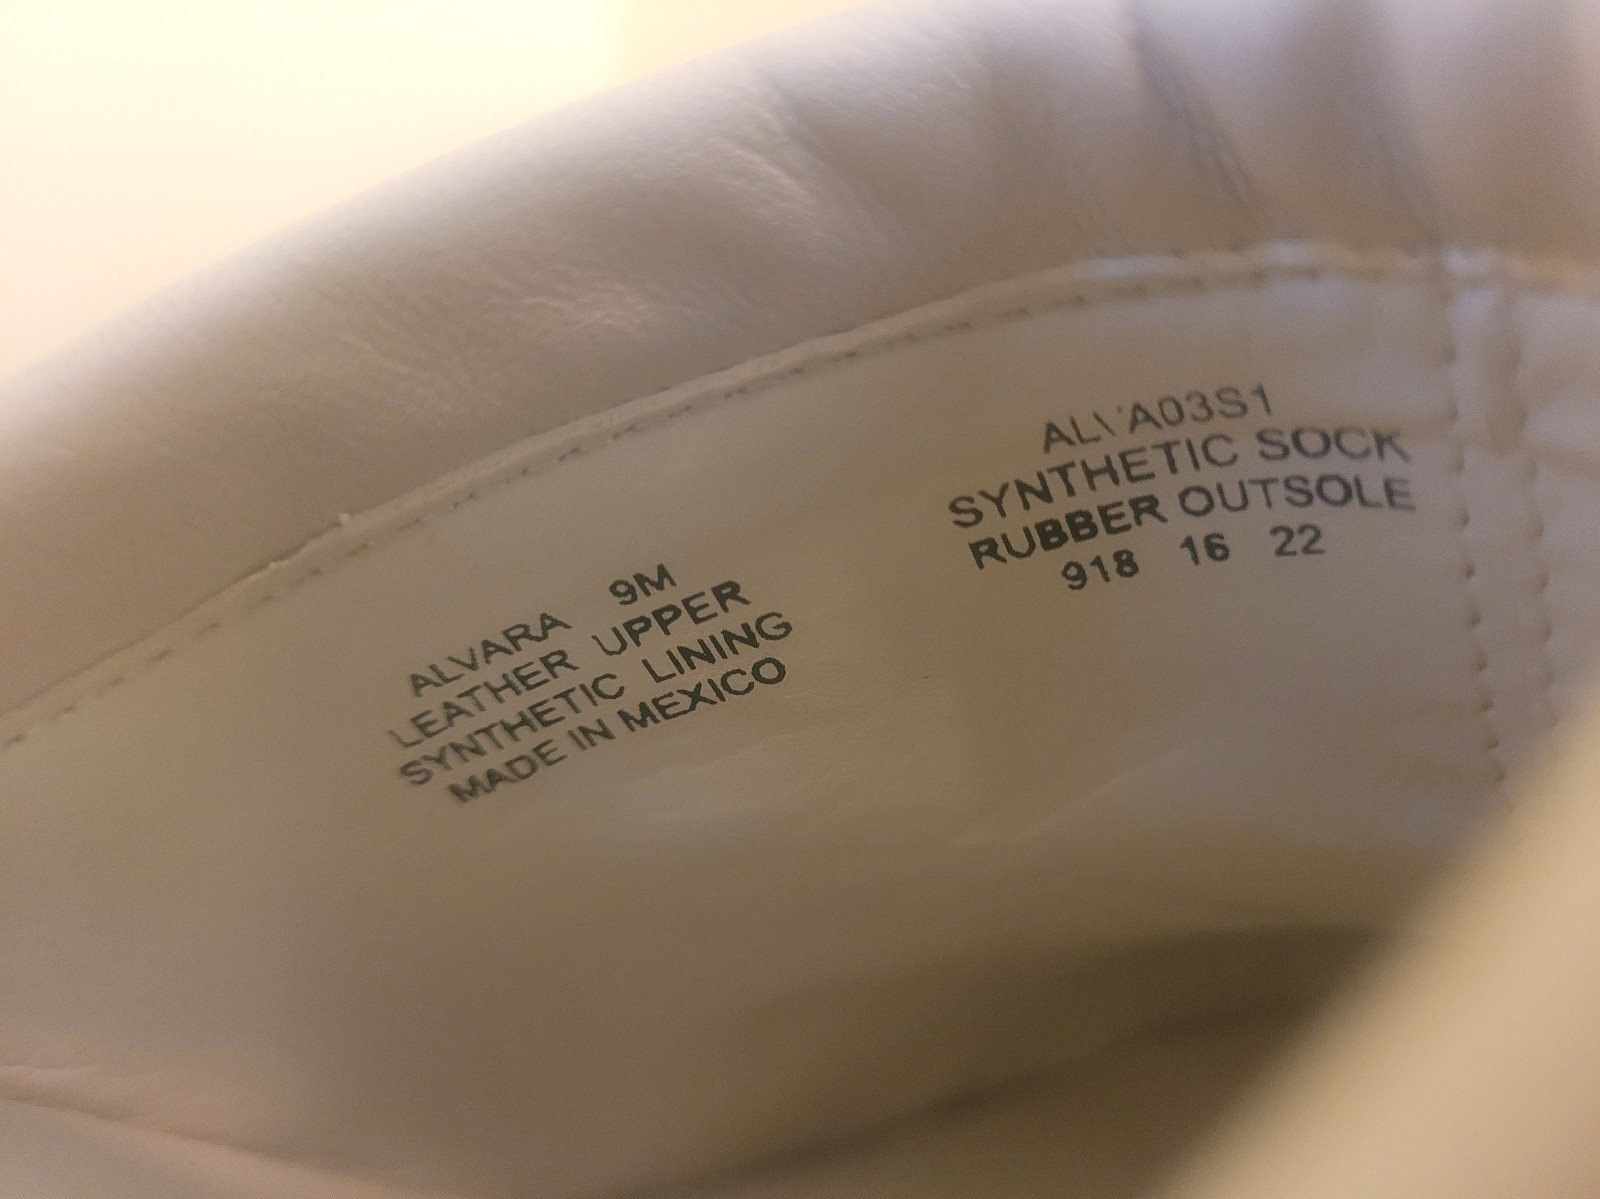 ALVARA 9M
LEATHER UPPER
SYNTHETIC LINING
MADE IN MEXICO
ALVA03S1
SYNTHETIC SOCK
RUBBER OUTSOLE
918 16 22